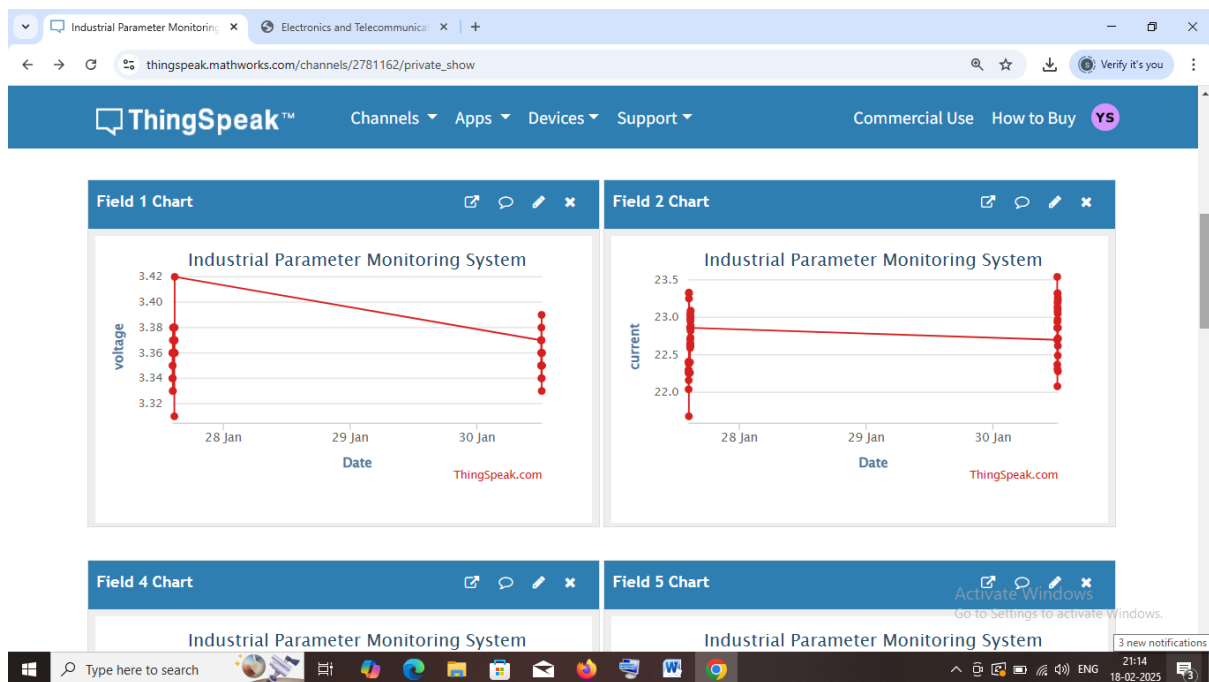 Industrial Parameter Monitoring
Electronics and Telecommunica
thingspeak.mathworks.com/channels/2781162/private_show
Verify it's you
ThingSpeak™
Channels Apps Devices Support Commercial Use How to Buy YS
Field 1 Chart
Industrial Parameter Monitoring System
3.42
3.40
3.38
3.36
3.34
3.32
voltage
28 Jan 29 Jan 30 Jan
Date
ThingSpeak.com
Field 2 Chart
Industrial Parameter Monitoring System
23.5
23.0
22.5
22.0
current
28 Jan 29 Jan 30 Jan
Date
ThingSpeak.com
Field 4 Chart
Industrial Parameter Monitoring System
Field 5 Chart
Industrial Parameter Monitoring System
Activate Windows
Go to Settings to activate Windows.
3 new notifications
Type here to search
ENG
21:14
18-02-2025
3